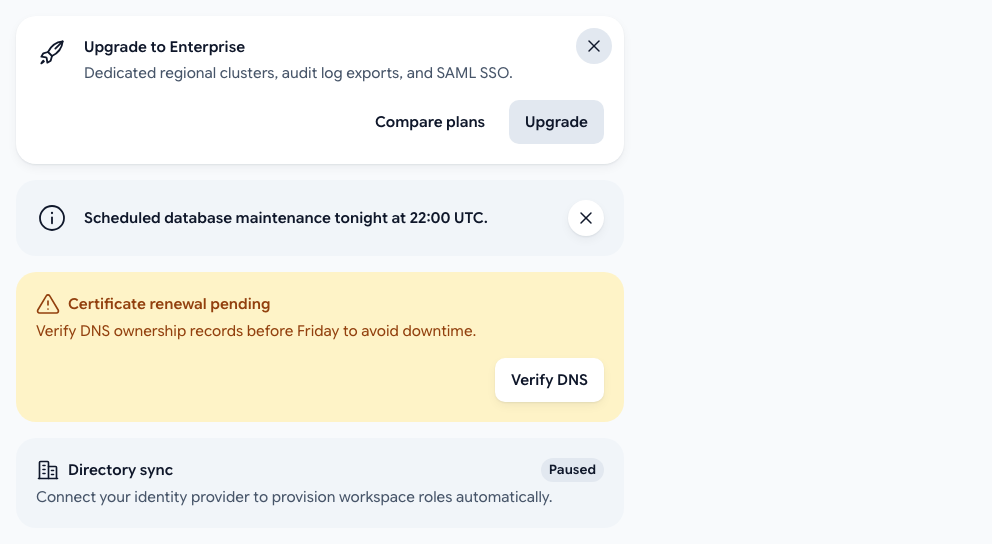 Upgrade to Enterprise
Dedicated regional clusters, audit log exports, and SAML SSO.
Compare plans
Upgrade
Scheduled database maintenance tonight at 22:00 UTC.
Certificate renewal pending
Verify DNS ownership records before Friday to avoid downtime.
Verify DNS
Directory sync
Paused
Connect your identity provider to provision workspace roles automatically.